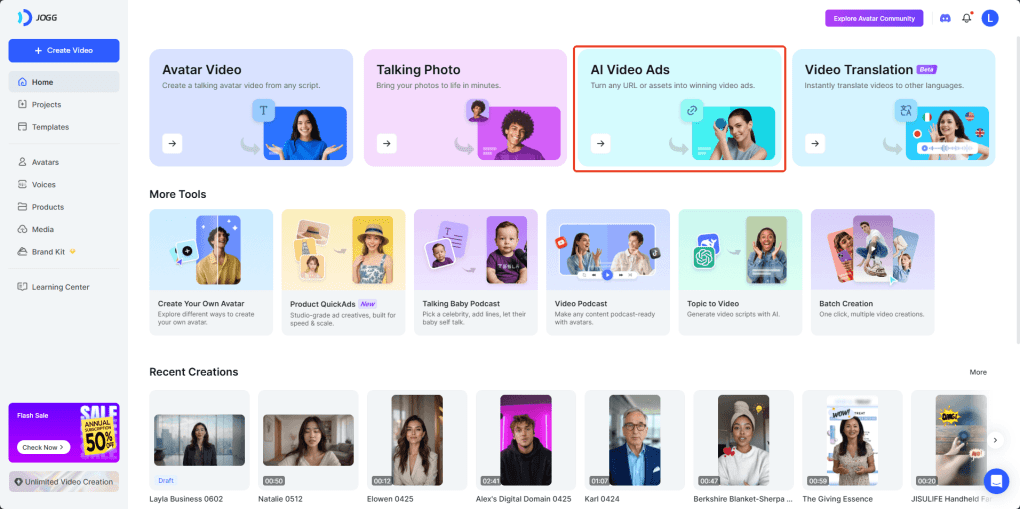 JOGG
Explore Avatar Community
L
+ Create Video
Home
Projects
Templates
Avatars
Voices
Products
Media
Brand Kit
Learning Center
Flash Sale
Check Now >
SALE
ANNUAL
SUBSCRIPTION
50%
OFF
Unlimited Video Creation
Avatar Video
Create a talking avatar video from any script.
T
Talking Photo
Bring your photos to life in minutes.
AI Video Ads
Turn any URL or assets into winning video ads.
Video Translation Beta
Instantly translate videos to other languages.
More Tools
Create Your Own Avatar
Explore different ways to create
your own avatar.
Product QuickAds New
Studio-grade ad creatives, built for
speed & scale.
Talking Baby Podcast
Pick a celebrity, add lines, let their
baby self talk.
Video Podcast
Make any content podcast-ready
with avatars.
Topic to Video
Generate video scripts with AI.
Batch Creation
One click, multiple video creations.
Recent Creations
More
Draft
Layla Business 0602
00:50
Natalie 0512
00:12
Elowen 0425
02:41
Alex's Digital Domain 0425
01:07
Karl 0424
00:47
Berkshire Blanket-Sherpa ...
WOW!
00:59
The Giving Essence
00:20
JISULIFE Handheld Fan